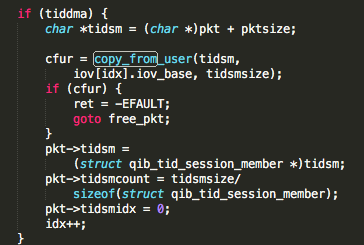 if (tiddma) {
char *tidsm = (char *)pkt + pktsize;
cfur = copy_from_user(tidsm,
iov[idx].iov_base, tidsmsize);
if (cfur) {
ret = -EFAULT;
goto free_pkt;
}
pkt->tidsm =
(struct qib_tid_session_member *)tidsm;
pkt->tidsmcount = tidsmsize/
sizeof(struct qib_tid_session_member);
pkt->tidsmidx = 0;
idx++;
}